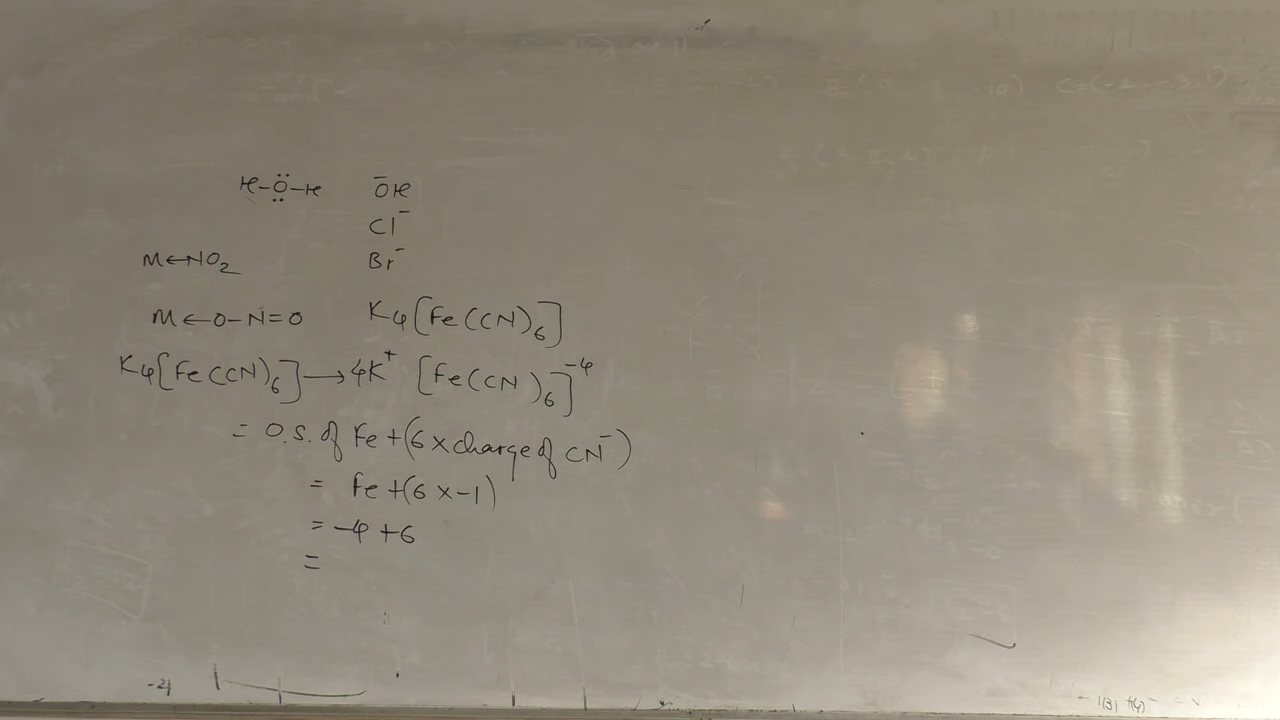 H-Ö-H ŌH
Cl⁻
M←NO₂ Br⁻
M←O-N=O K₄[Fe(CN)₆]
K₄[Fe(CN)₆]→4K⁺ [Fe(CN)₆]⁻⁴
= O.S. of Fe+(6×charge of CN⁻)
= Fe+(6×-1)
= -4+6
=